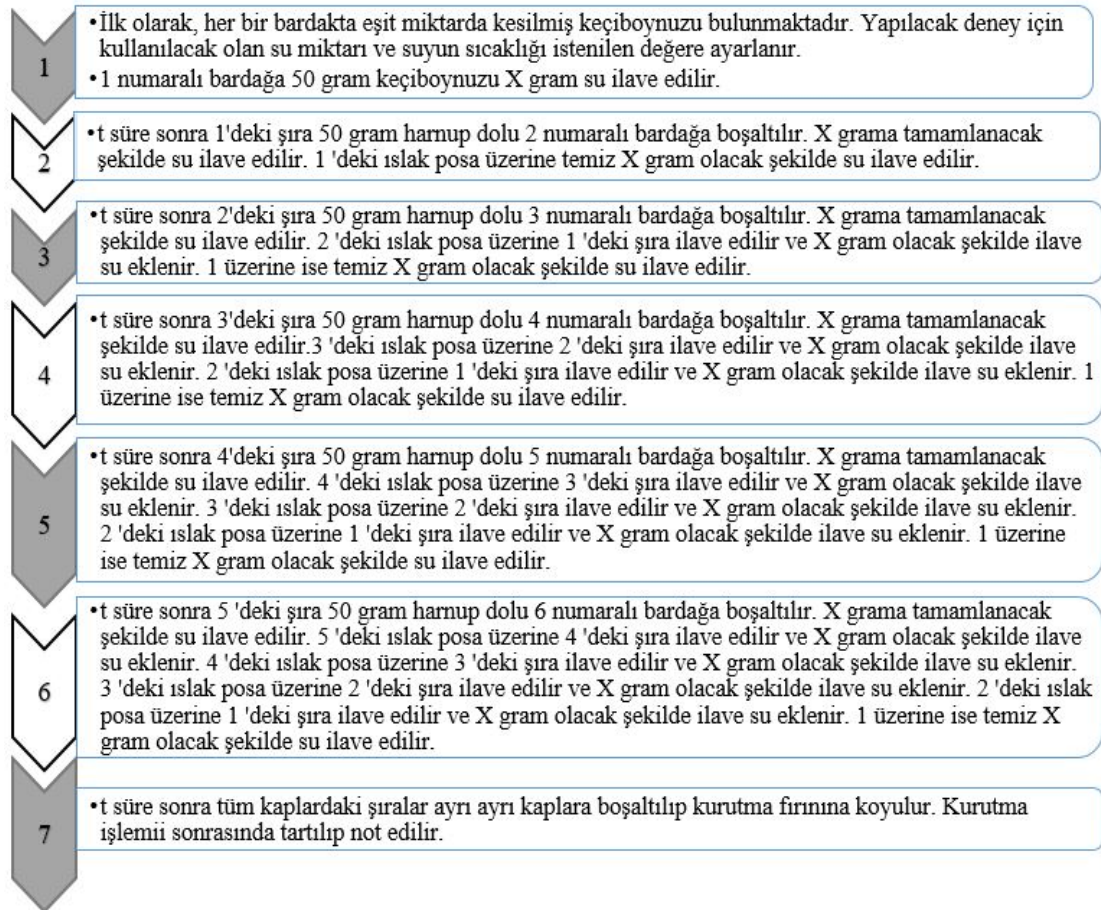 1
•İlk olarak, her bir bardakta eşit miktarda kesilmiş keçiboynuzu bulunmaktadır. Yapılacak deney için
kullanılacak olan su miktarı ve suyun sıcaklığı istenilen değere ayarlanır.
•1 numaralı bardağa 50 gram keçiboynuzu X gram su ilave edilir.
2
•t süre sonra 1'deki şıra 50 gram harnup dolu 2 numaralı bardağa boşaltılır. X grama tamamlanacak
şekilde su ilave edilir. 1 'deki ıslak posa üzerine temiz X gram olacak şekilde su ilave edilir.
3
•t süre sonra 2'deki şıra 50 gram harnup dolu 3 numaralı bardağa boşaltılır. X grama tamamlanacak
şekilde su ilave edilir. 2 'deki ıslak posa üzerine 1 'deki şıra ilave edilir ve X gram olacak şekilde ilave
su eklenir. 1 üzerine ise temiz X gram olacak şekilde su ilave edilir.
4
•t süre sonra 3'deki şıra 50 gram harnup dolu 4 numaralı bardağa boşaltılır. X grama tamamlanacak
şekilde su ilave edilir.3 'deki ıslak posa üzerine 2 'deki şıra ilave edilir ve X gram olacak şekilde ilave
su eklenir. 2 'deki ıslak posa üzerine 1 'deki şıra ilave edilir ve X gram olacak şekilde ilave su eklenir. 1
üzerine ise temiz X gram olacak şekilde su ilave edilir.
5
•t süre sonra 4'deki şıra 50 gram harnup dolu 5 numaralı bardağa boşaltılır. X grama tamamlanacak
şekilde su ilave edilir. 4 'deki ıslak posa üzerine 3 'deki şıra ilave edilir ve X gram olacak şekilde ilave
su eklenir. 3 'deki ıslak posa üzerine 2 'deki şıra ilave edilir ve X gram olacak şekilde ilave su eklenir.
2 'deki ıslak posa üzerine 1 'deki şıra ilave edilir ve X gram olacak şekilde ilave su eklenir. 1 üzerine
ise temiz X gram olacak şekilde su ilave edilir.
6
•t süre sonra 5 'deki şıra 50 gram harnup dolu 6 numaralı bardağa boşaltılır. X grama tamamlanacak
şekilde su ilave edilir. 5 'deki ıslak posa üzerine 4 'deki şıra ilave edilir ve X gram olacak şekilde ilave
su eklenir. 4 'deki ıslak posa üzerine 3 'deki şıra ilave edilir ve X gram olacak şekilde ilave su eklenir.
3 'deki ıslak posa üzerine 2 'deki şıra ilave edilir ve X gram olacak şekilde ilave su eklenir. 2 'deki ıslak
posa üzerine 1 'deki şıra ilave edilir ve X gram olacak şekilde ilave su eklenir. 1 üzerine ise temiz X
gram olacak şekilde su ilave edilir.
7
•t süre sonra tüm kaplardaki şıralar ayrı ayrı kaplara boşaltılıp kurutma fırınına koyulur. Kurutma
işlemii sonrasında tartılıp not edilir.